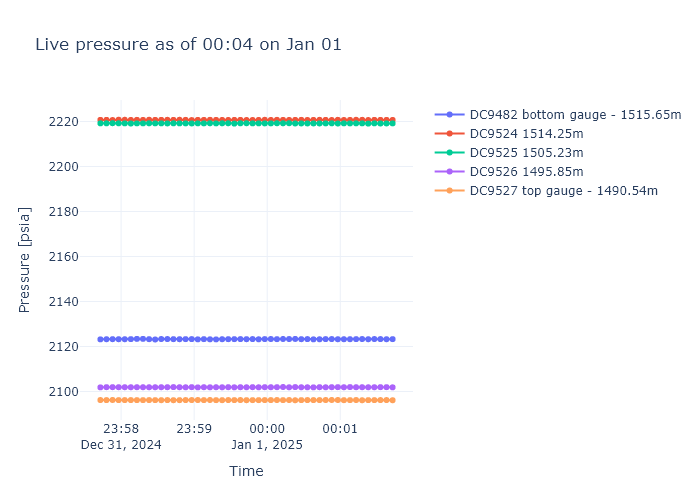 Live pressure as of 00:04 on Jan 01
DC9482 bottom gauge - 1515.65m
DC9524 1514.25m
DC9525 1505.23m
DC9526 1495.85m
DC9527 top gauge - 1490.54m
Pressure [psia]
2220
2200
2180
2160
2140
2120
2100
23:58 23:59 00:00 00:01
Dec 31, 2024 Jan 1, 2025
Time